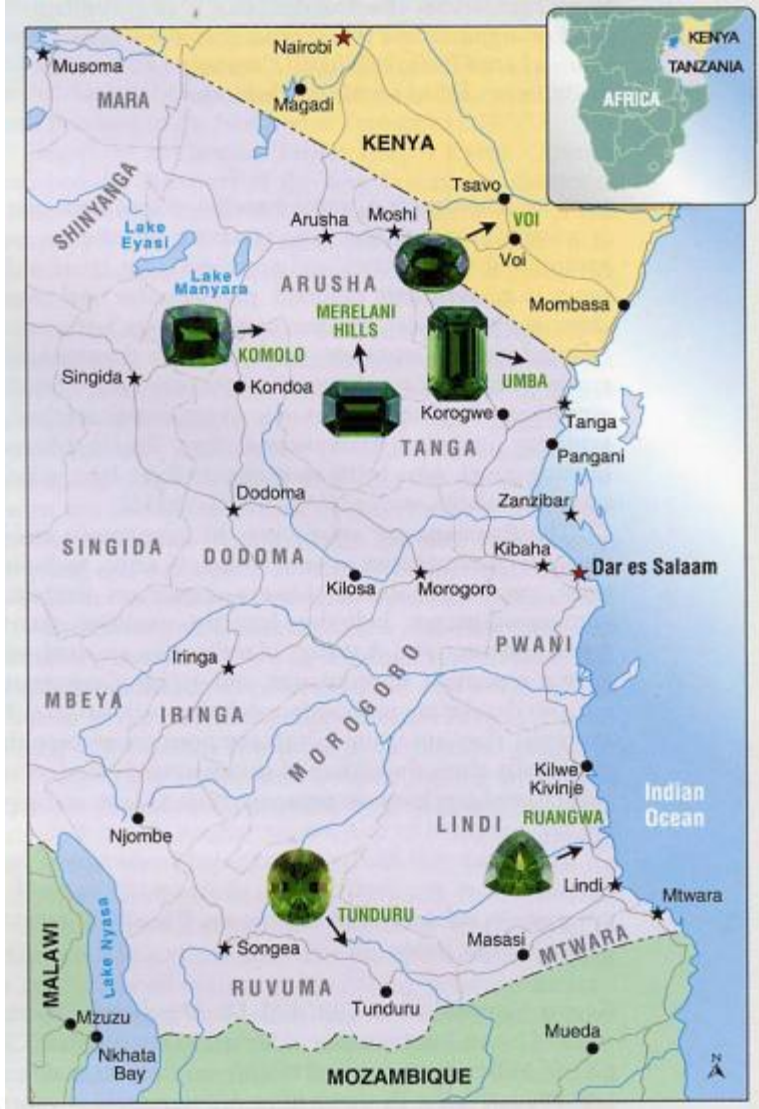 Nairobi
Musoma
KENYA
TANZANIA
MARA
Magadi
AFRICA
KENYA
Tsavo
SHINYANGA
Arusha
Moshi
VOI
Lake
Eyasi
Voi
Lake
Manyara
ARUSHA
Mombasa
MERELANI
HILLS
KOMOLO
Singida
Kondoa
UMBA
Korogwe
Tanga
TANGA
Pangani
Dodoma
Zanzibar
SINGIDA
DODOMA
Kibaha
Dar es Salaam
Kilosa
Morogoro
PWANI
Iringa
MOROGORO
MBEYA
IRINGA
Kilwe
Kivinje
Indian
Ocean
Njombe
LINDI
RUANGWA
Lindi
Mtwara
TUNDURU
Songea
Masasi
MTWARA
RUVUMA
Tunduru
MALAWI
Lake Nyasa
Mzuzu
Nkhata
Bay
Mueda
MOZAMBIQUE
N